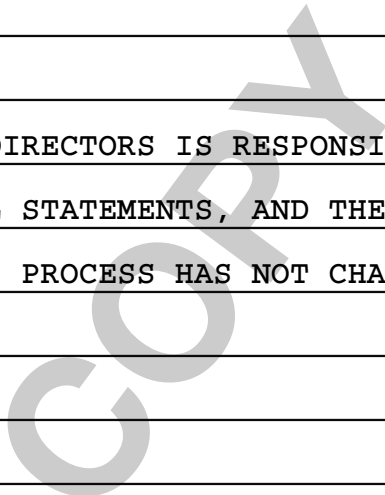 DIRECTORS IS RESPONSI
STATEMENTS, AND THE
PROCESS HAS NOT CHA
COPY